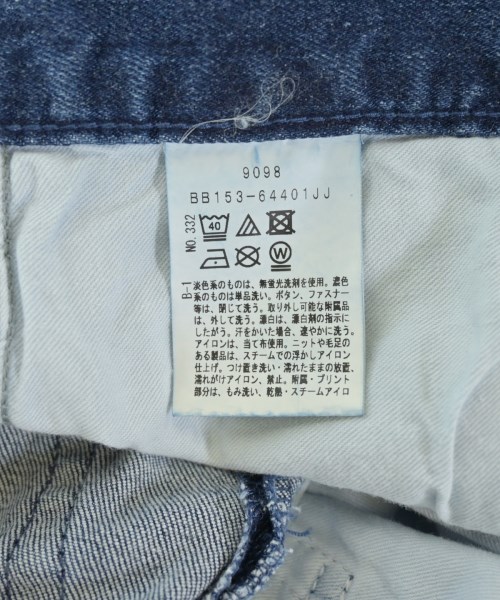 9098
BB153-64401JJ
NO.332
40
W
B-1
淡色系のものは、無蛍光洗剤を使用。濃色
系のものは単品洗い。ボタン、ファスナー
等は、閉じて洗う。取り外し可能な附属品
は、外して洗う。漂白は、漂白剤の指示に
したがう。汗をかいた場合、速やかに洗う。
アイロンは、当て布使用。ニットや毛足の
ある製品は、スチームでの浮かしアイロン
仕上げ。つけ置き洗い・濡れたままの放置、
濡れがけアイロン、禁止。附属・プリント
部分は、もみ洗い、乾熱・スチームアイロ